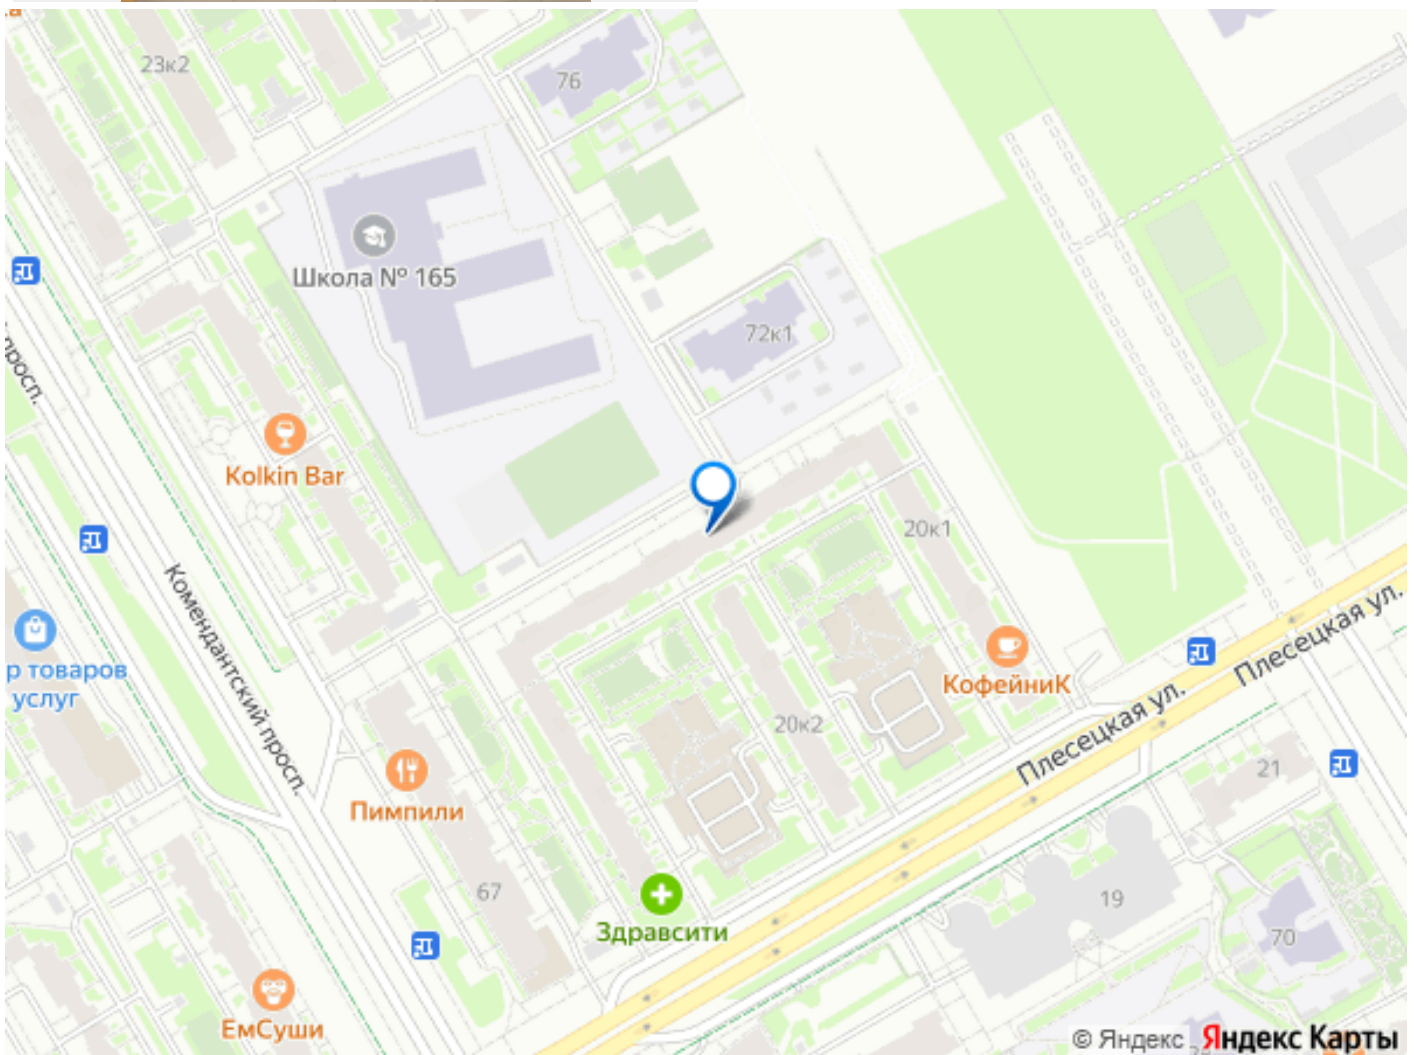 23к2
76
Школа № 165
72к1
просп.
Kolkin Bar
20к1
Комендантский просп.
Плесецкая ул.
р товаров
услуг
КофейниК
Плесецкая ул.
20к2
21
Пимпили
67
19
Здравсити
70
ЕмСуши
© Яндекс Яндекс Карты